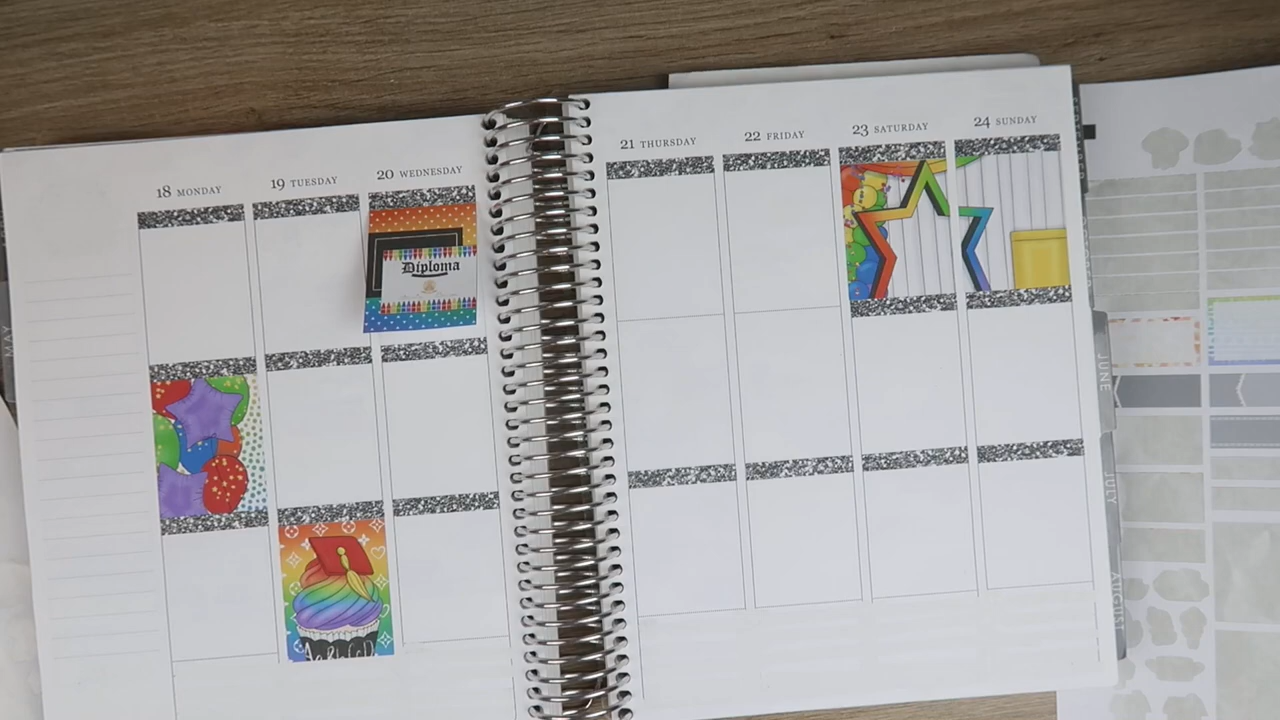 18 MONDAY
19 TUESDAY
20 WEDNESDAY
21 THURSDAY
22 FRIDAY
23 SATURDAY
24 SUNDAY
Diploma
MAY
JUNE
JULY
AUGUST